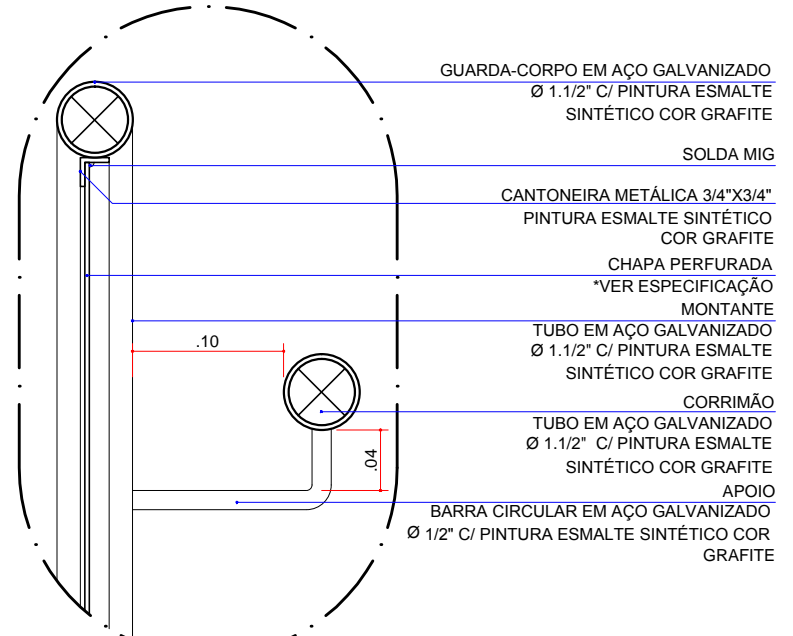 GUARDA-CORPO EM AÇO GALVANIZADO
Ø 1.1/2" C/ PINTURA ESMALTE
SINTÉTICO COR GRAFITE
SOLDA MIG
CANTONEIRA METÁLICA 3/4"X3/4"
PINTURA ESMALTE SINTÉTICO
COR GRAFITE
CHAPA PERFURADA
*VER ESPECIFICAÇÃO
MONTANTE
TUBO EM AÇO GALVANIZADO
Ø 1.1/2" C/ PINTURA ESMALTE
SINTÉTICO COR GRAFITE
.10
CORRIMÃO
TUBO EM AÇO GALVANIZADO
Ø 1.1/2" C/ PINTURA ESMALTE
SINTÉTICO COR GRAFITE
.04
APOIO
BARRA CIRCULAR EM AÇO GALVANIZADO
Ø 1/2" C/ PINTURA ESMALTE SINTÉTICO COR
GRAFITE